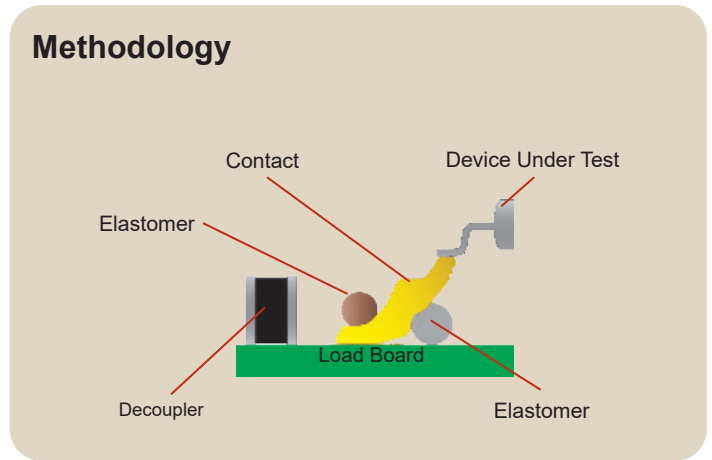 Methodology
Contact
Device Under Test
Elastomer
Load Board
Decoupler
Elastomer